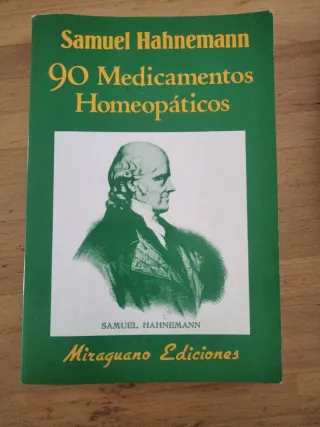 Samuel Hahnemann
90 Medicamentos
Homeopáticos
SAMUEL HAHNEMANN
Miraguano Ediciones